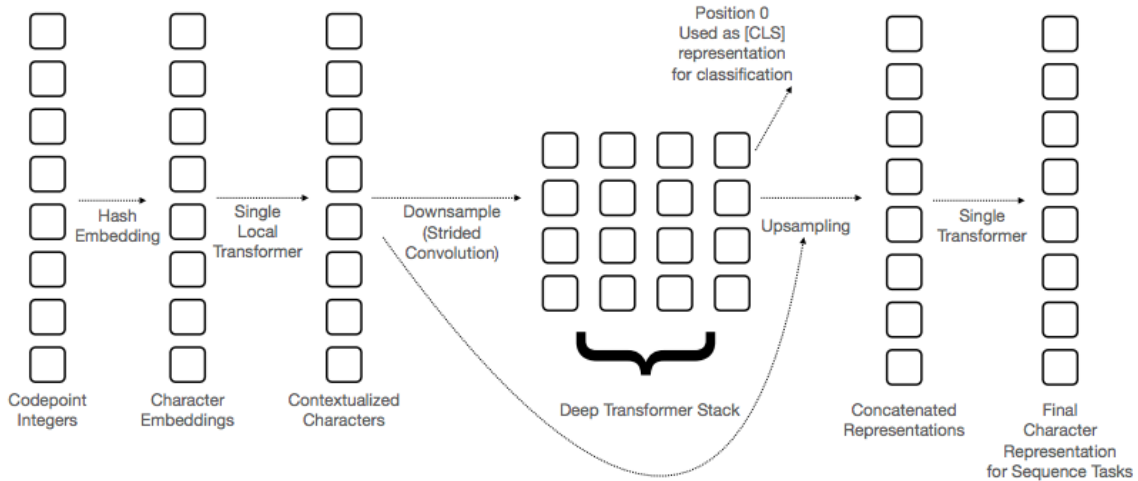 Position 0
Used as [CLS]
representation
for classification
Hash
Embedding
Single
Local
Transformer
Downsample
(Strided
Convolution)
Upsampling
Single
Transformer
Codepoint
Integers
Character
Embeddings
Contextualized
Characters
Deep Transformer Stack
Concatenated
Representations
Final
Character
Representation
for Sequence Tasks